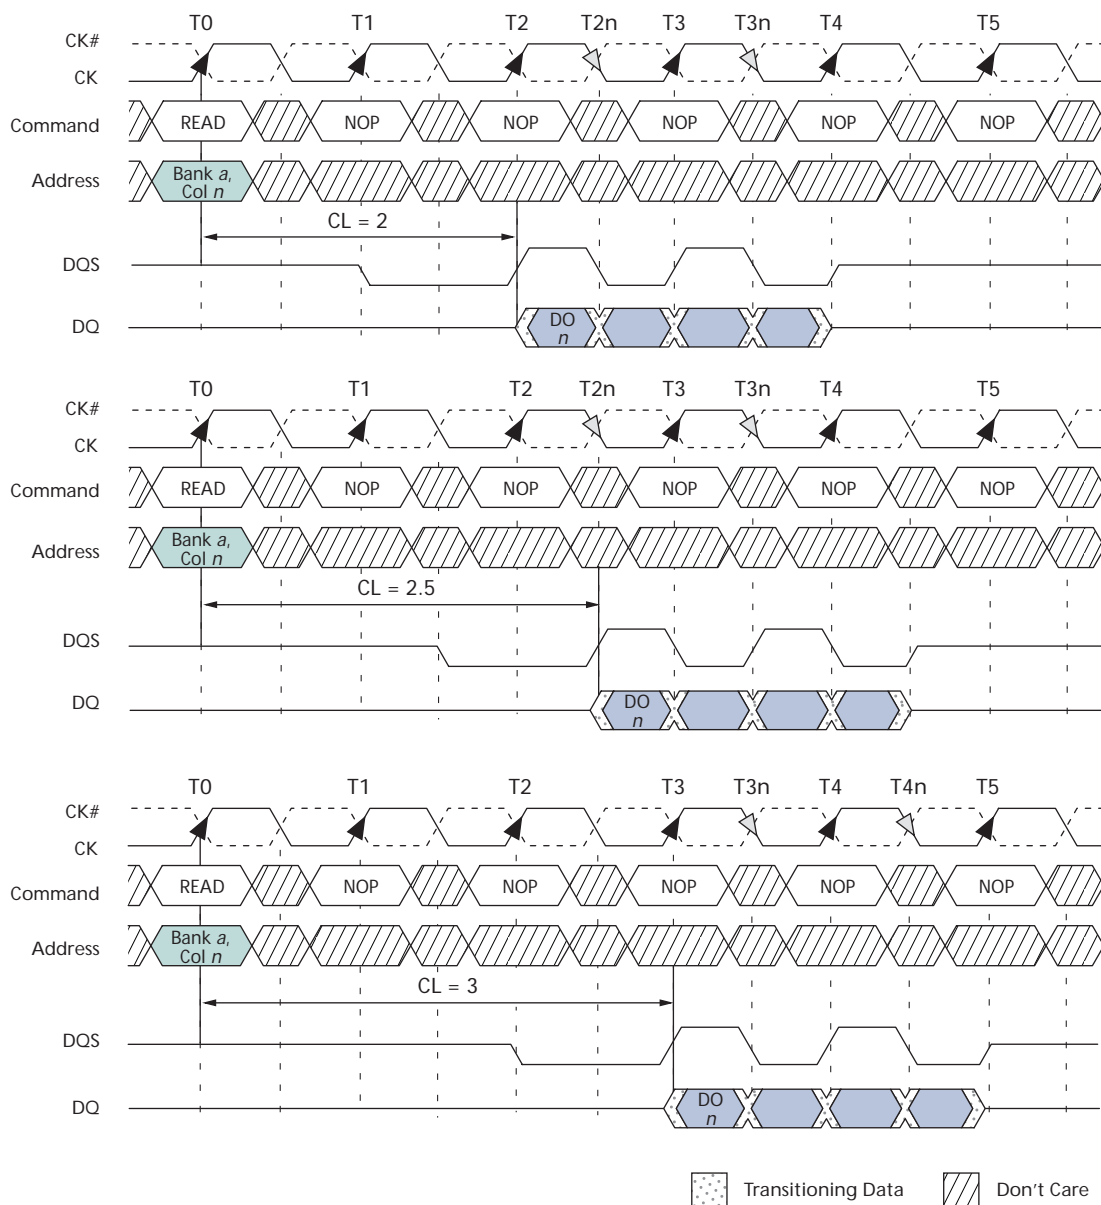 T0 T1 T2 T2n T3 T3n T4 T5
CK#
CK
Command READ NOP NOP NOP NOP NOP
Address Bank a,
Col n
CL = 2
DQS
DQ DO
n
T0 T1 T2 T2n T3 T3n T4 T5
CK#
CK
Command READ NOP NOP NOP NOP NOP
Address Bank a,
Col n
CL = 2.5
DQS
DQ DO
n
T0 T1 T2 T3 T3n T4 T4n T5
CK#
CK
Command READ NOP NOP NOP NOP NOP
Address Bank a,
Col n
CL = 3
DQS
DQ DO
n
Transitioning Data Don't Care